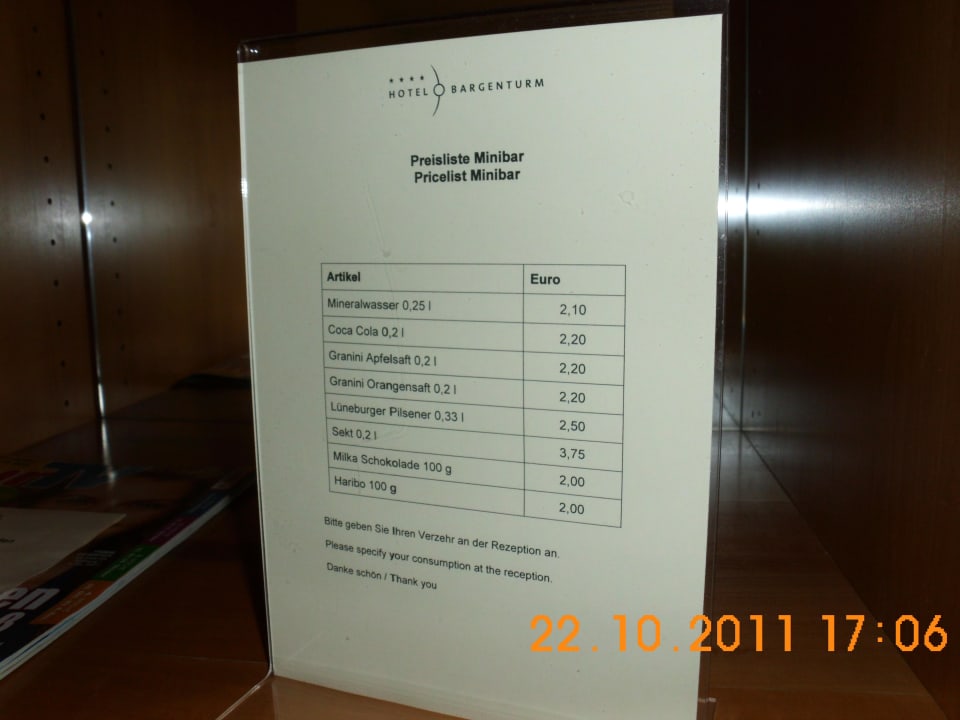 ★★★★
HOTEL BARGENTURM
Preisliste Minibar
Pricelist Minibar
Artikel Euro
Mineralwasser 0,25 l 2,10
Coca Cola 0,2 l 2,20
Granini Apfelsaft 0,2 l 2,20
Granini Orangensaft 0,2 l 2,20
Lüneburger Pilsener 0,33 l 2,50
Sekt 0,2 l 3,75
Milka Schokolade 100 g 2,00
Haribo 100 g 2,00
Bitte geben Sie Ihren Verzehr an der Rezeption an.
Please specify your consumption at the reception.
Danke schön / Thank you
22.10.2011 17:06